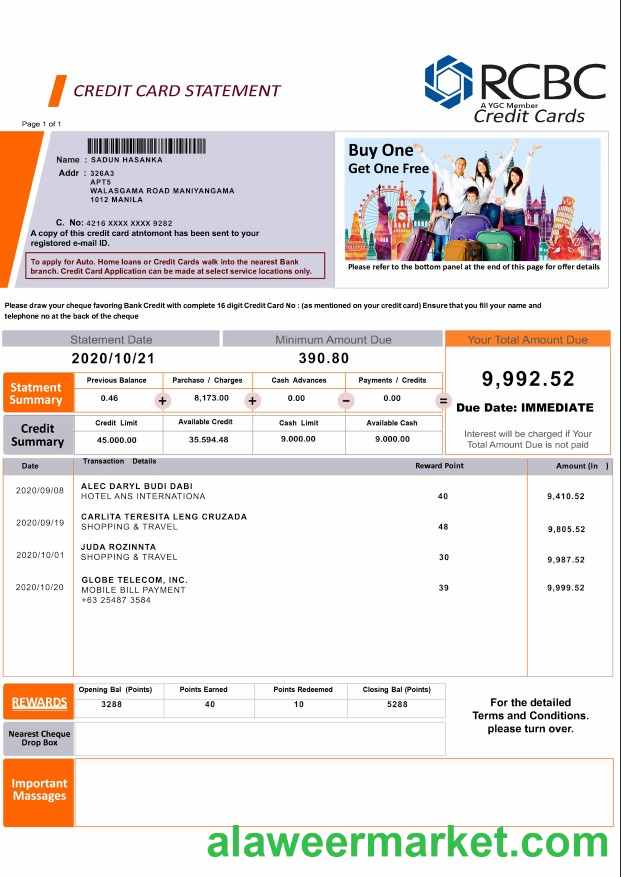 CREDIT CARD STATEMENT
RCBC
A YGC Member
Credit Cards
Page 1 of 1
Name : SADUN HASANKA
Addr : 326A3
APT5
WALASGAMA ROAD MANIYANGAMA
1012 MANILA
C. No: 4216 XXXX XXXX 9282
A copy of this credit card atntomont has been sent to your
registored e-mail ID.
To apply for Auto. Home loans or Credit Cards walk into the nearest Bank
branch. Credit Card Application can be made at select service locations only.
Buy One
Get One Free
Please refer to the bottom panel at the end of this page for offer details
Please draw your cheque favoring Bank Credit with complete 16 digit Credit Card No : (as mentioned on your credit card) Ensure that you fill your name and
telephone no at the back of the cheque
Statement Date Minimum Amount Due Your Total Amount Due
2020/10/21 390.80
9,992.52
Due Date: IMMEDIATE
Interest will be charged if Your
Total Amount Due is not paid
Statment
Summary
Previous Balance Purchaso / Charges Cash Advances Payments / Credits
0.46 + 8,173.00 + 0.00 − 0.00 =
Credit
Summary
Credit Limit Available Credit Cash Limit Available Cash
45.000.00 35.594.48 9.000.00 9.000.00
Date Transaction Details Reward Point Amount (In )
2020/09/08 ALEC DARYL BUDI DABI
HOTEL ANS INTERNATIONA 40 9,410.52
2020/09/19 CARLITA TERESITA LENG CRUZADA
SHOPPING & TRAVEL 48 9,805.52
2020/10/01 JUDA ROZINNTA
SHOPPING & TRAVEL 30 9,987.52
2020/10/20 GLOBE TELECOM, INC.
MOBILE BILL PAYMENT 39 9,999.52
+63 25487 3584
REWARDS
Opening Bal (Points) Points Earned Points Redeemed Closing Bal (Points)
3288 40 10 5288
For the detailed
Terms and Conditions.
please turn over.
Nearest Cheque
Drop Box
Important
Massages
alaweermarket.com